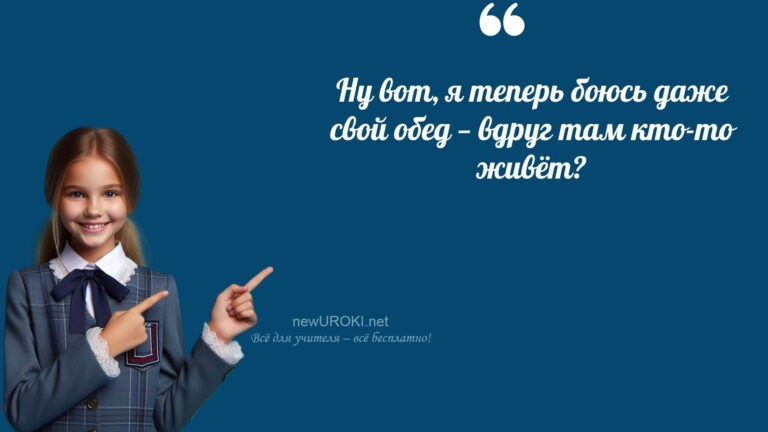 “
Ну вот, я теперь боюсь даже
свой обед – вдруг там кто-то
живёт?
newUROKI.net
Всё для учителя – всё бесплатно!